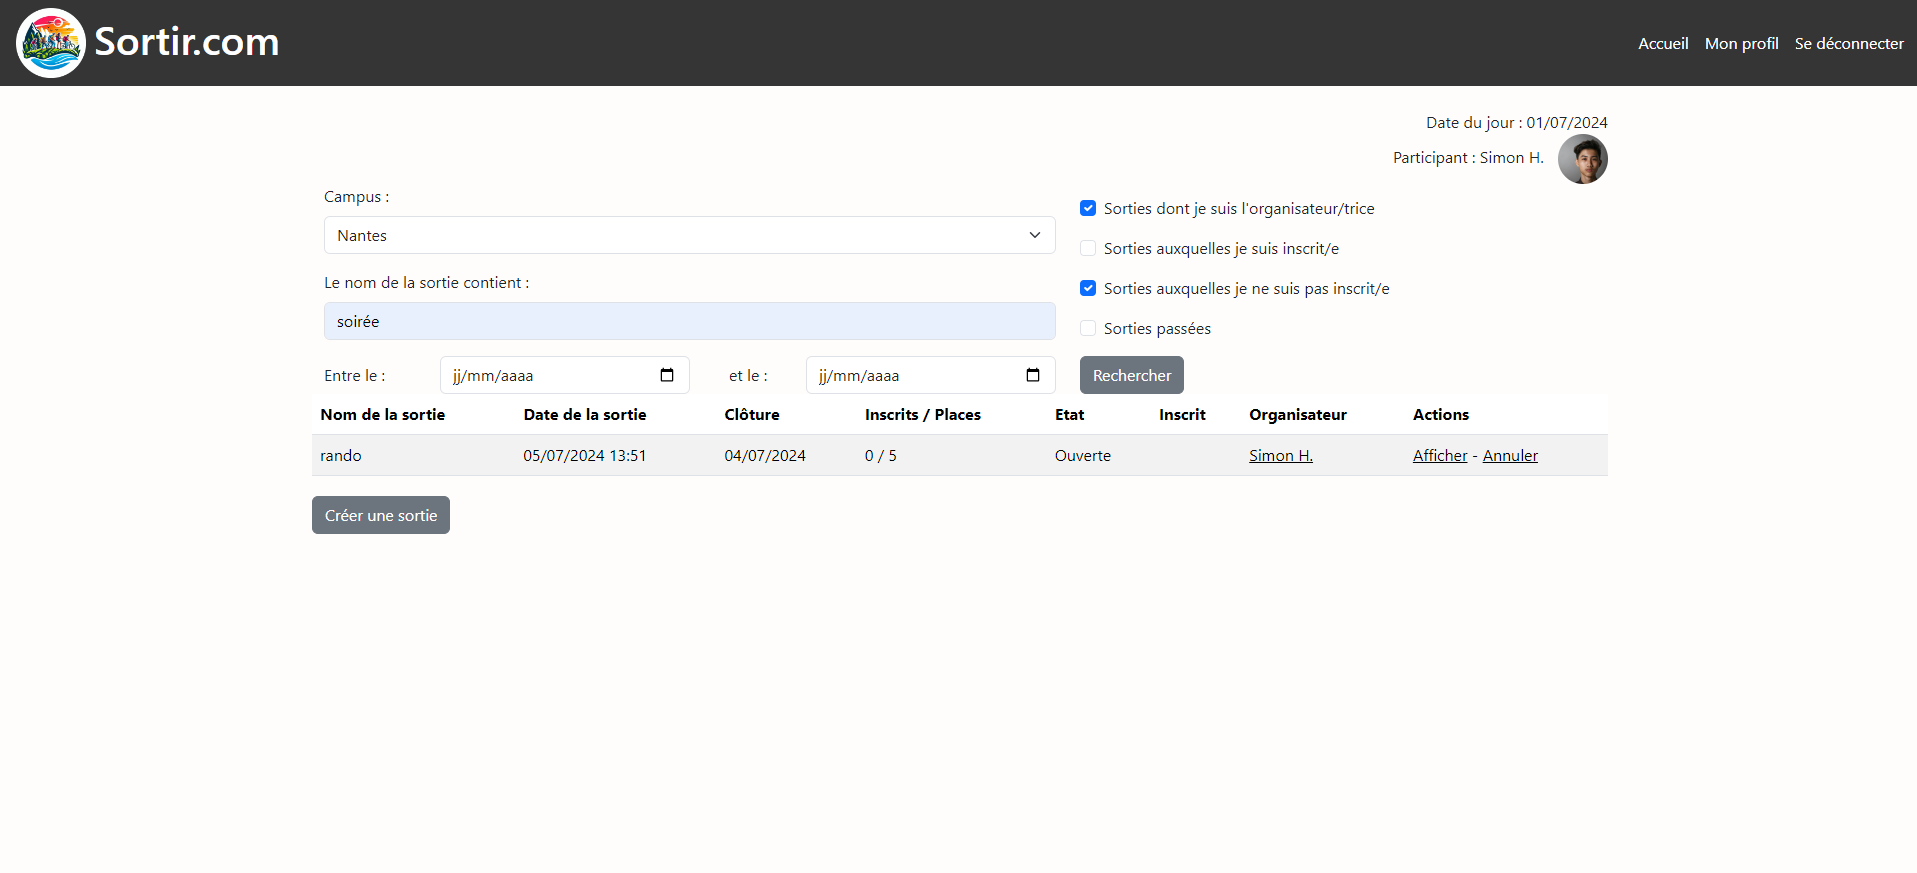 Sortir.com
Accueil Mon profil Se déconnecter
Date du jour : 01/07/2024
Participant : Simon H.
Campus :
Nantes
Le nom de la sortie contient :
soirée
Entre le : jj/mm/aaaa et le : jj/mm/aaaa
Sorties dont je suis l'organisateur/trice
Sorties auxquelles je suis inscrit/e
Sorties auxquelles je ne suis pas inscrit/e
Sorties passées
Rechercher
Nom de la sortie Date de la sortie Clôture Inscrits / Places Etat Inscrit Organisateur Actions
rando 05/07/2024 13:51 04/07/2024 0 / 5 Ouverte Simon H. Afficher - Annuler
Créer une sortie